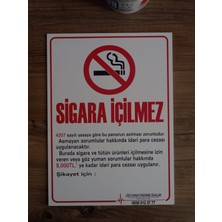 SİGARA İÇİLMEZ
4207 sayılı yasaya göre bu panonun asılması zorunludur.
Asmayan sorumlular hakkında idari para cezası
uygulanacaktır.
Burada sigara ve tütün ürünleri içilmesine izin
veren veya göz yuman sorumlular hakkında
5.000TL' ye kadar idari para cezası uygulanır.
Şikayet için :